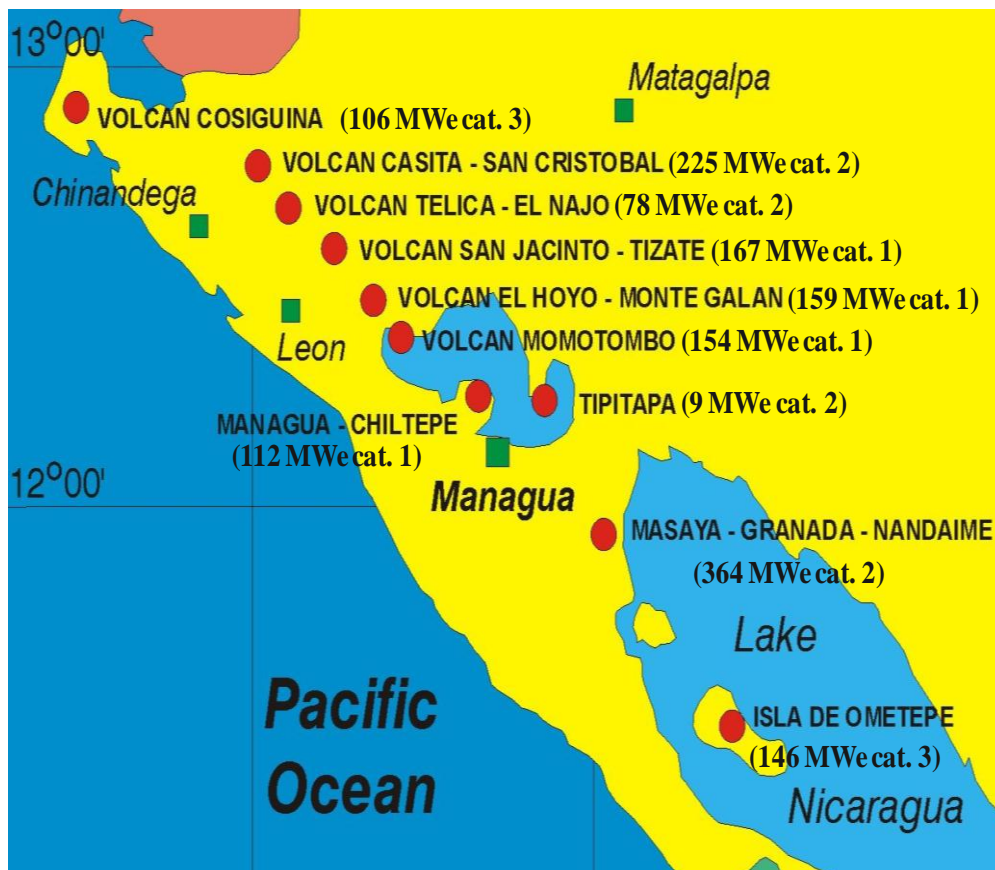 13°00'
Matagalpa
VOLCAN COSIGUINA (106 MWe cat. 3)
VOLCAN CASITA - SAN CRISTOBAL (225 MWe cat. 2)
Chinandega
VOLCAN TELICA - EL NAJO (78 MWe cat. 2)
VOLCAN SAN JACINTO - TIZATE (167 MWe cat. 1)
VOLCAN EL HOYO - MONTE GALAN (159 MWe cat. 1)
Leon
VOLCAN MOMOTOMBO (154 MWe cat. 1)
TIPITAPA (9 MWe cat. 2)
MANAGUA - CHILTEPE
(112 MWe cat. 1)
12°00'
Managua
MASAYA - GRANADA - NANDAIME
(364 MWe cat. 2)
Lake
Pacific
Ocean
ISLA DE OMETEPE
(146 MWe cat. 3)
Nicaragua